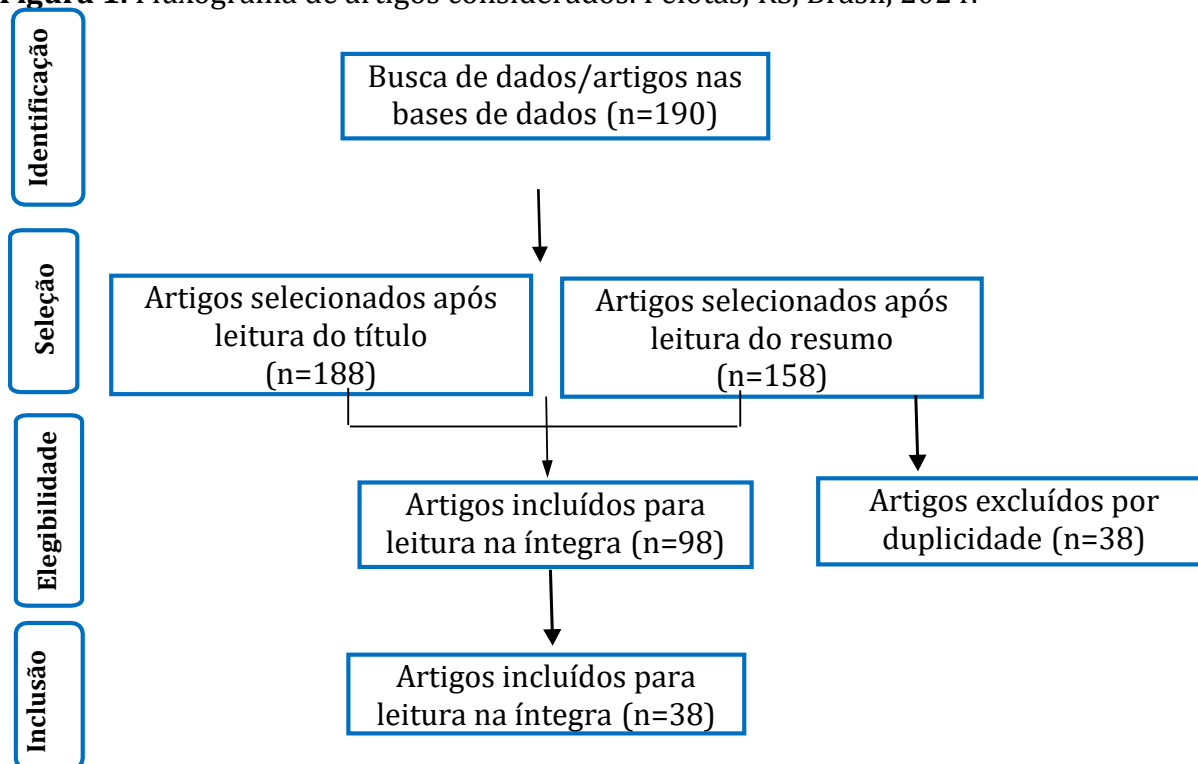 Figura 1. Fluxograma de artigos considerados. Pelotas, RS, Brasil, 2024.
Identificação
Busca de dados/artigos nas
bases de dados (n=190)
Seleção
Artigos selecionados após
leitura do título
(n=188)
Artigos selecionados após
leitura do resumo
(n=158)
Elegibilidade
Artigos incluídos para
leitura na íntegra (n=98)
Artigos excluídos por
duplicidade (n=38)
Inclusão
Artigos incluídos para
leitura na íntegra (n=38)